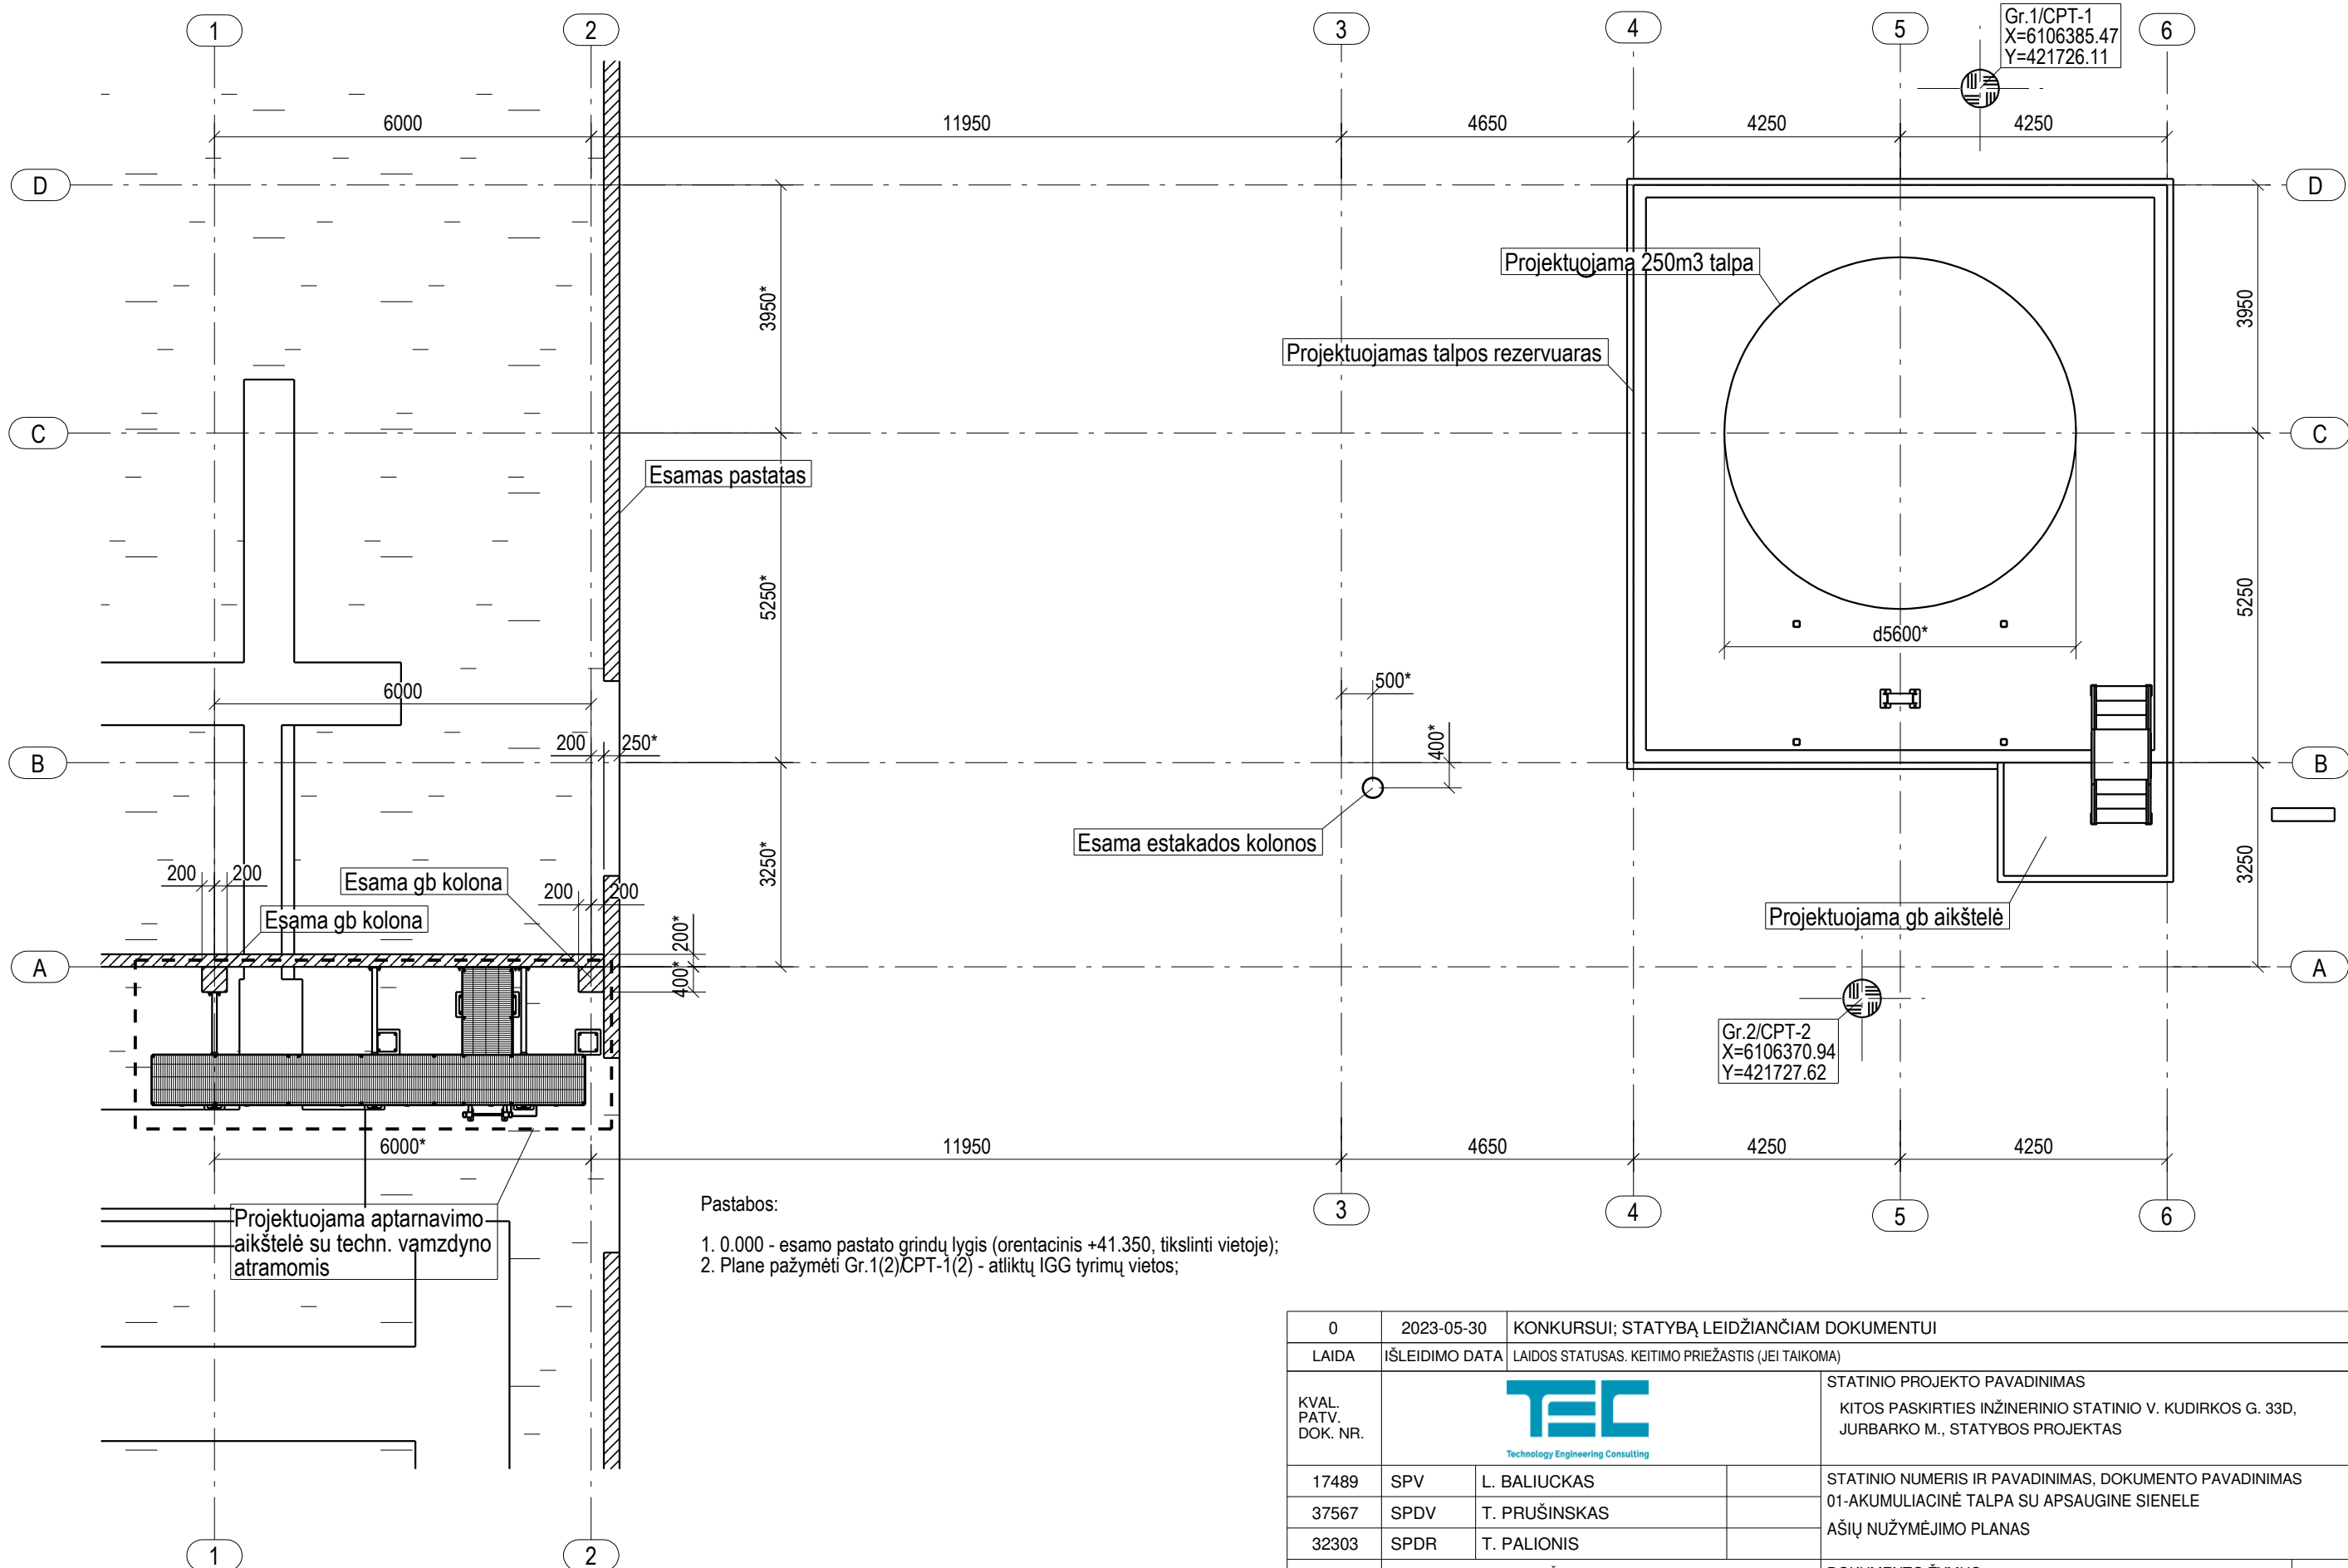 1
2
3
4
5
6
Gr.1/CPT-1
X=6106385.47
Y=421726.11
6000
11950
4650
4250
4250
D
D
Projektuojama 250m3 talpa
3950*
3950
Projektuojamas talpos rezervuaras
C
C
Esamas pastatas
5250*
5250
d5600*
6000
500*
200
250*
400*
B
B
Esama estakados kolonos
3250*
3250
200
200
Esama gb kolona
200
200
Esama gb kolona
Projektuojama gb aikštelė
200*
400*
A
A
Gr.2/CPT-2
X=6106370.94
Y=421727.62
6000*
11950
4650
4250
4250
3
4
5
6
Projektuojama aptarnavimo
aikštelė su techn. vamzdyno
atramomis
Pastabos:
1. 0.000 - esamo pastato grindų lygis (orentacinis +41.350, tikslinti vietoje);
2. Plane pažymėti Gr.1(2)/CPT-1(2) - atliktų IGG tyrimų vietos;
1
2
0 2023-05-30 KONKURSUI; STATYBĄ LEIDŽIANČIAM DOKUMENTUI
LAIDA IŠLEIDIMO DATA LAIDOS STATUSAS. KEITIMO PRIEŽASTIS (JEI TAIKOMA)
KVAL.
PATV.
DOK. NR.
TEC
Technology Engineering Consulting
STATINIO PROJEKTO PAVADINIMAS
KITOS PASKIRTIES INŽINERINIO STATINIO V. KUDIRKOS G. 33D,
JURBARKO M., STATYBOS PROJEKTAS
17489 SPV L. BALIUCKAS
37567 SPDV T. PRUŠINSKAS
32303 SPDR T. PALIONIS
STATINIO NUMERIS IR PAVADINIMAS, DOKUMENTO PAVADINIMAS
01-AKUMULIACINĖ TALPA SU APSAUGINE SIENELE
AŠIŲ NUŽYMĖJIMO PLANAS